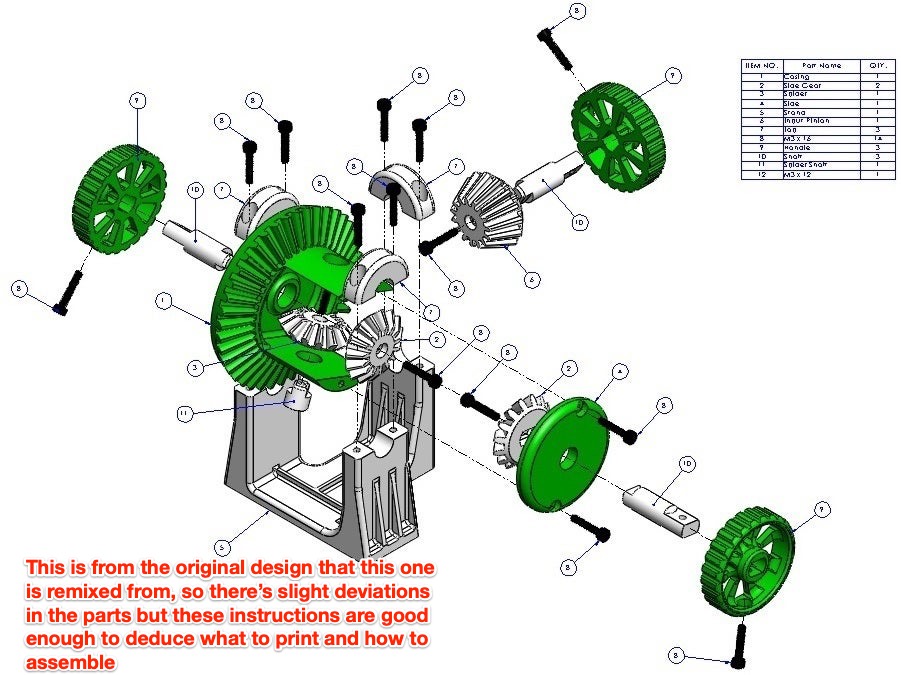 8
8
8
8
8
9
9
ITEM NO. Part Name QTY.
1 Casing 1
2 Side Gear 2
3 Spider 1
4 Side 1
5 Stand 1
6 Input Pinion 1
7 Top 3
8 M3 x 16 14
9 Handle 3
10 Shaft 3
11 Spider Shaft 1
12 M3 x 12 1
8
7
8
7
10
10
8
6
8
1
7
2
8
3
8
2
4
11
8
10
9
5
8
8
This is from the original design that this one
is remixed from, so there's slight deviations
in the parts but these instructions are good
enough to deduce what to print and how to
assemble